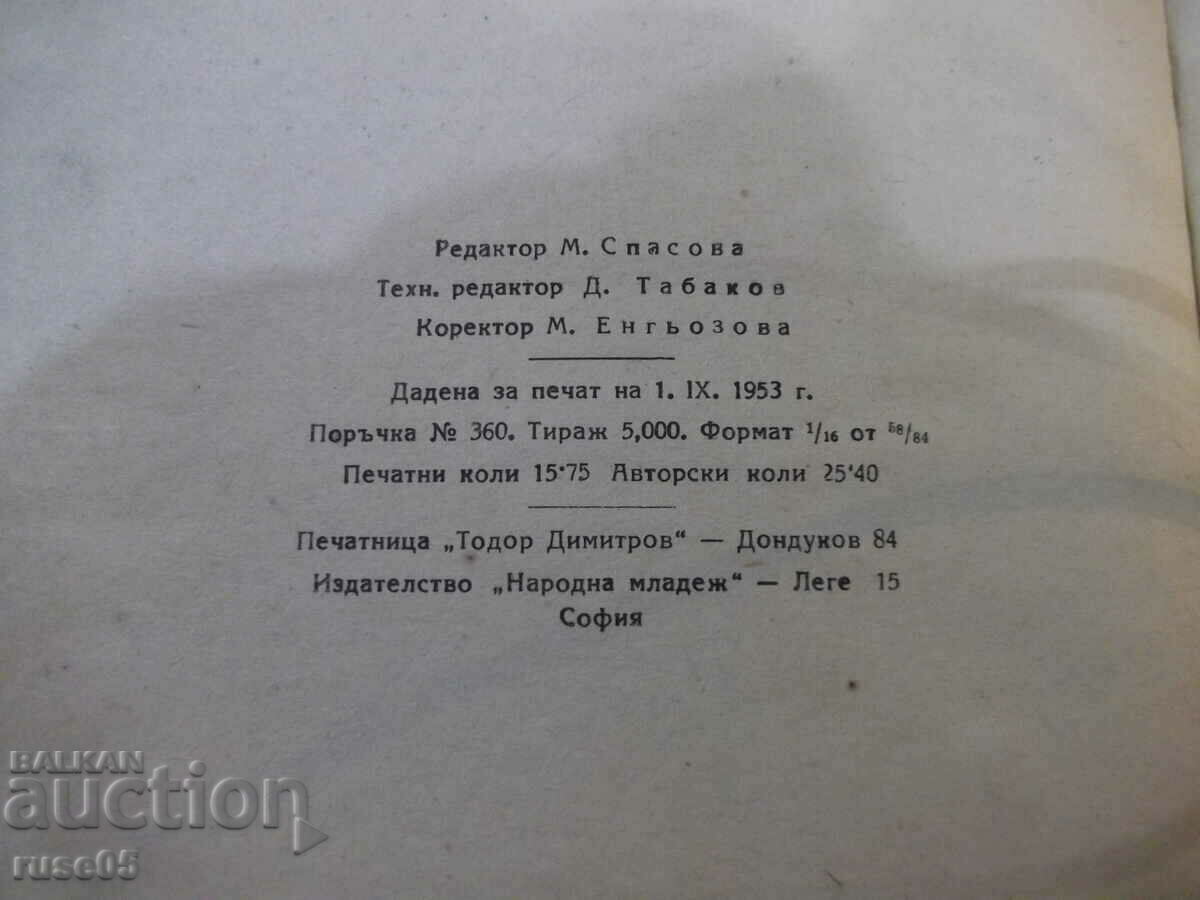 Редактор М. Спасова
Техн. редактор Д. Табаков
Коректор М. Енгьозова
Дадена за печат на 1. IX. 1953 г.
Поръчка № 360. Тираж 5,000. Формат 1/16 от 58/84
Печатни коли 15·75 Авторски коли 25·40
Печатница „Тодор Димитров“ — Дондуков 84
Издателство „Народна младеж“ — Леге 15
София
BALKAN
auction
ruse05